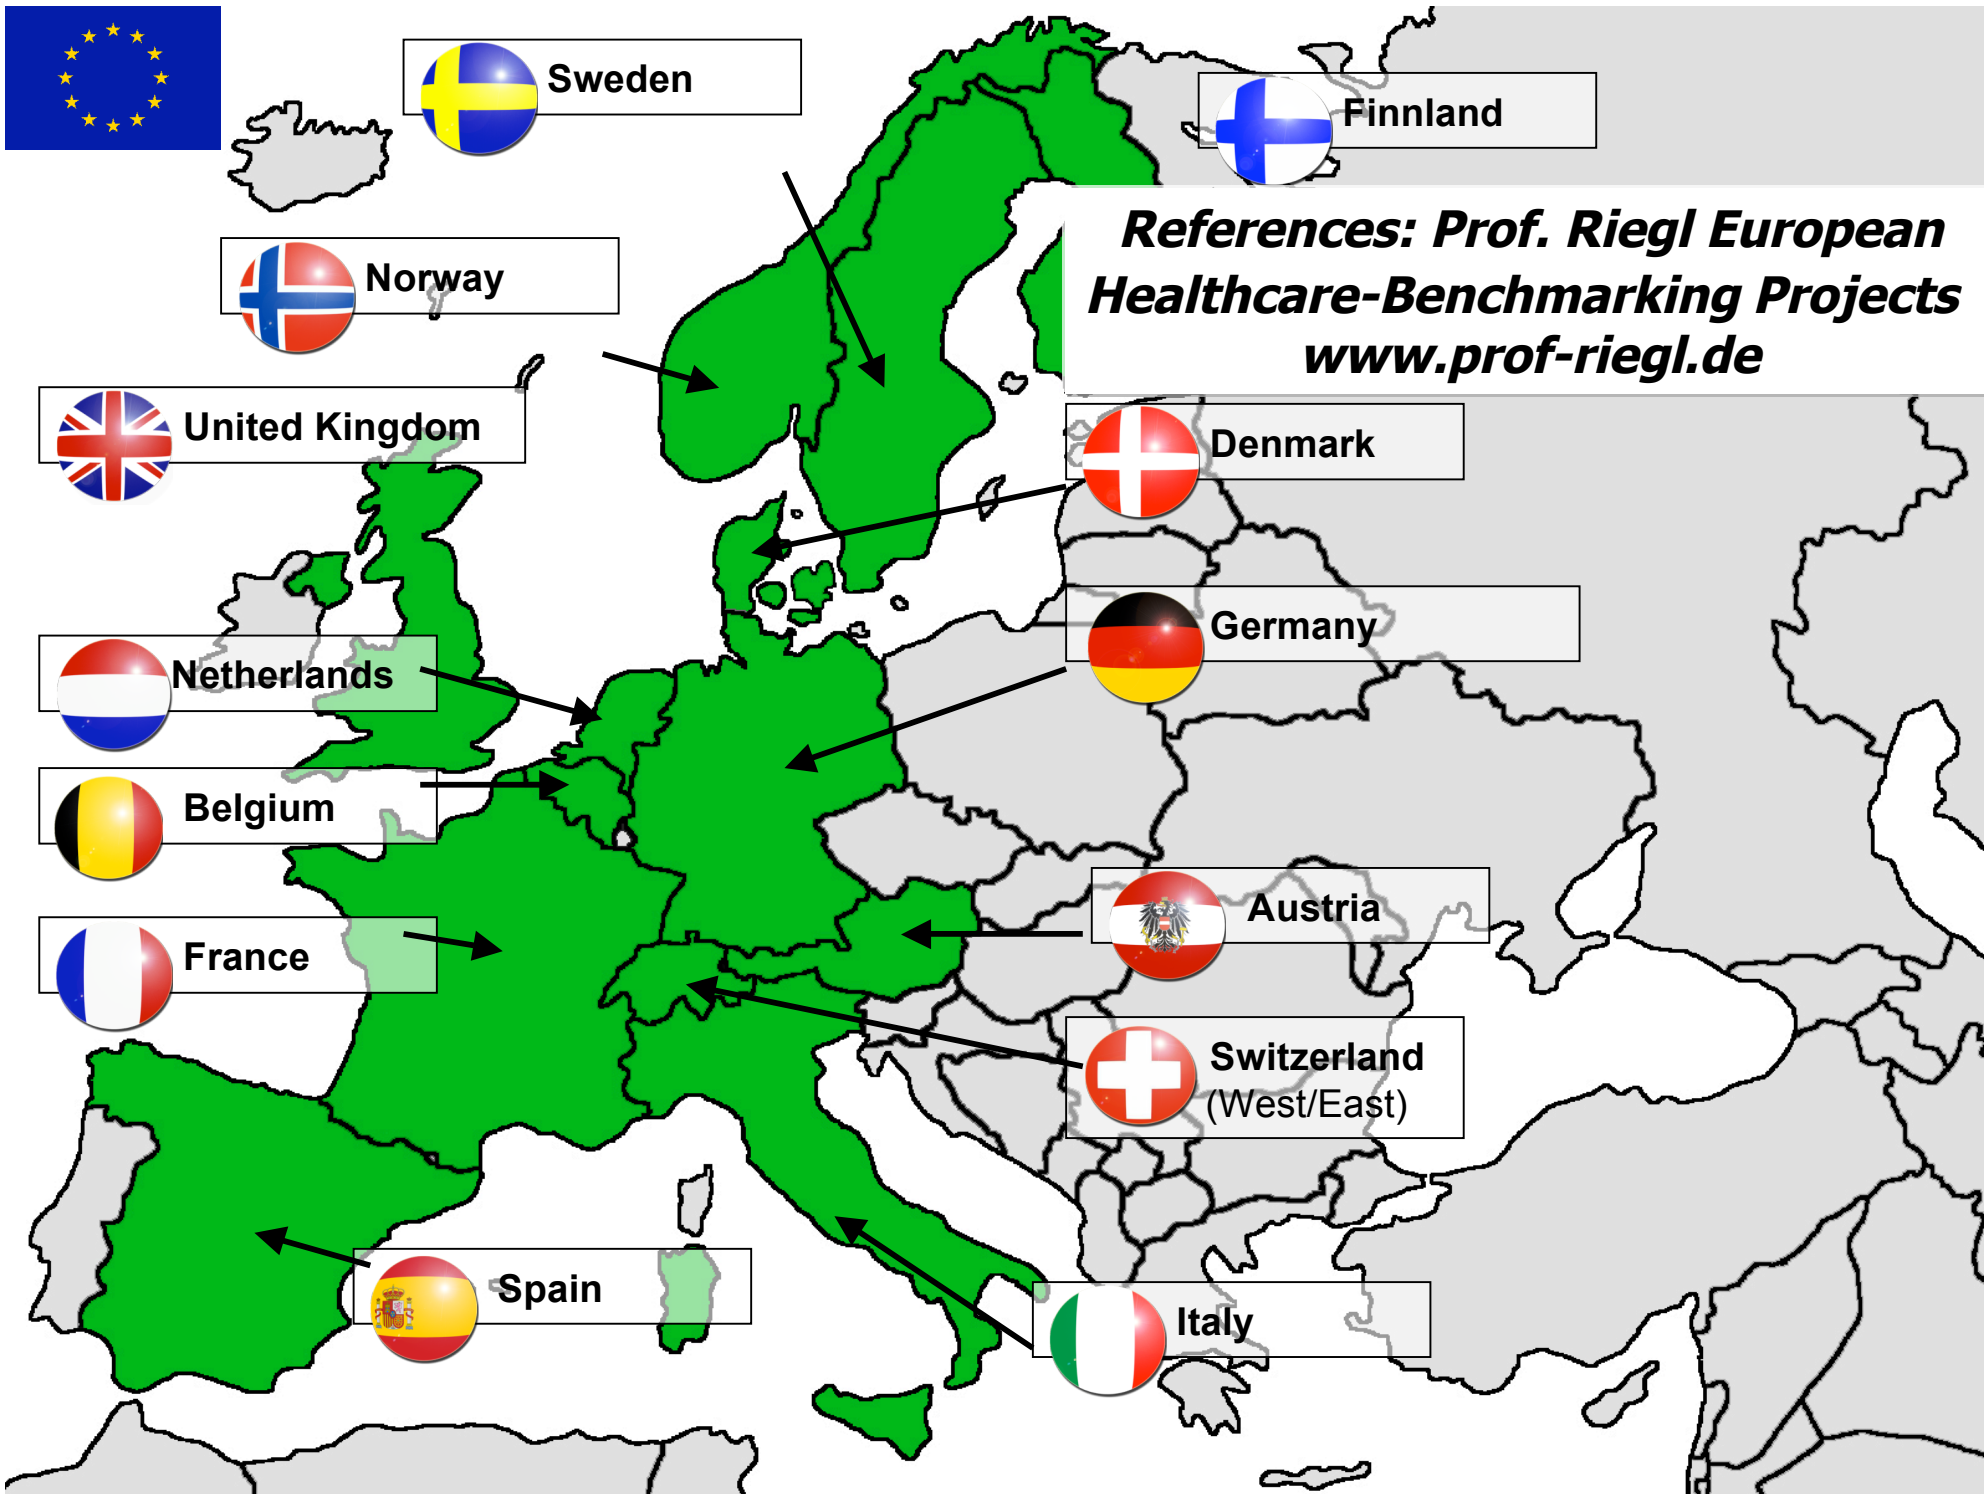 Sweden
Finnland
References: Prof. Riegl European
Healthcare-Benchmarking Projects
www.prof-riegl.de
Norway
United Kingdom
Denmark
Germany
Netherlands
Belgium
Austria
France
Switzerland
(West/East)
Spain
Italy